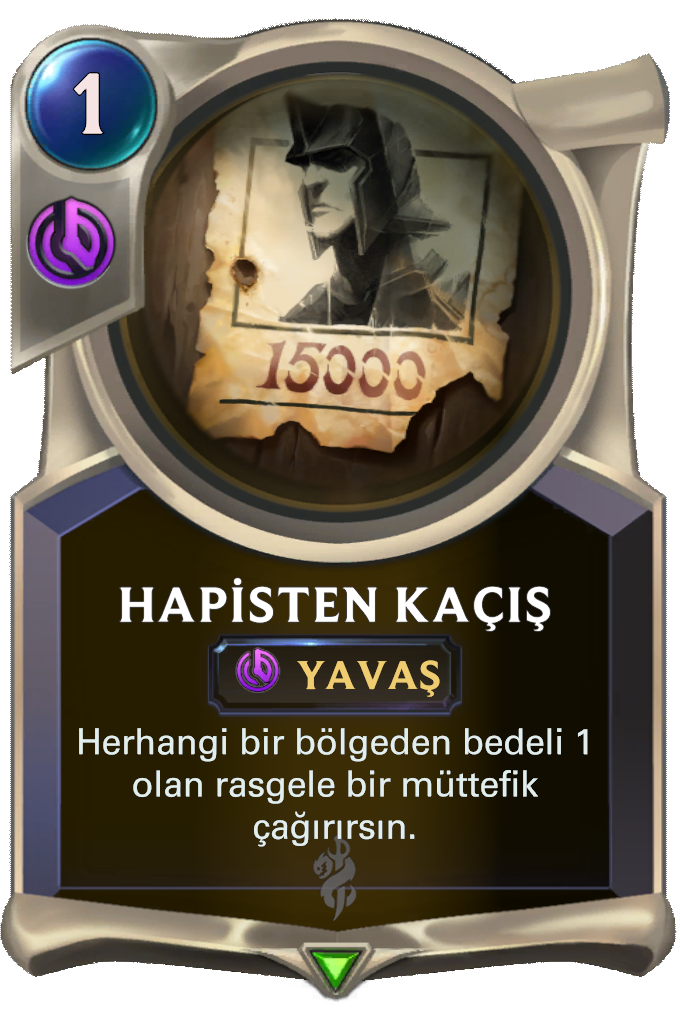 1
15000
HAPİSTEN KAÇIŞ
YAVAŞ
Herhangi bir bölgeden bedeli 1
olan rasgele bir müttefik
çağırırsın.